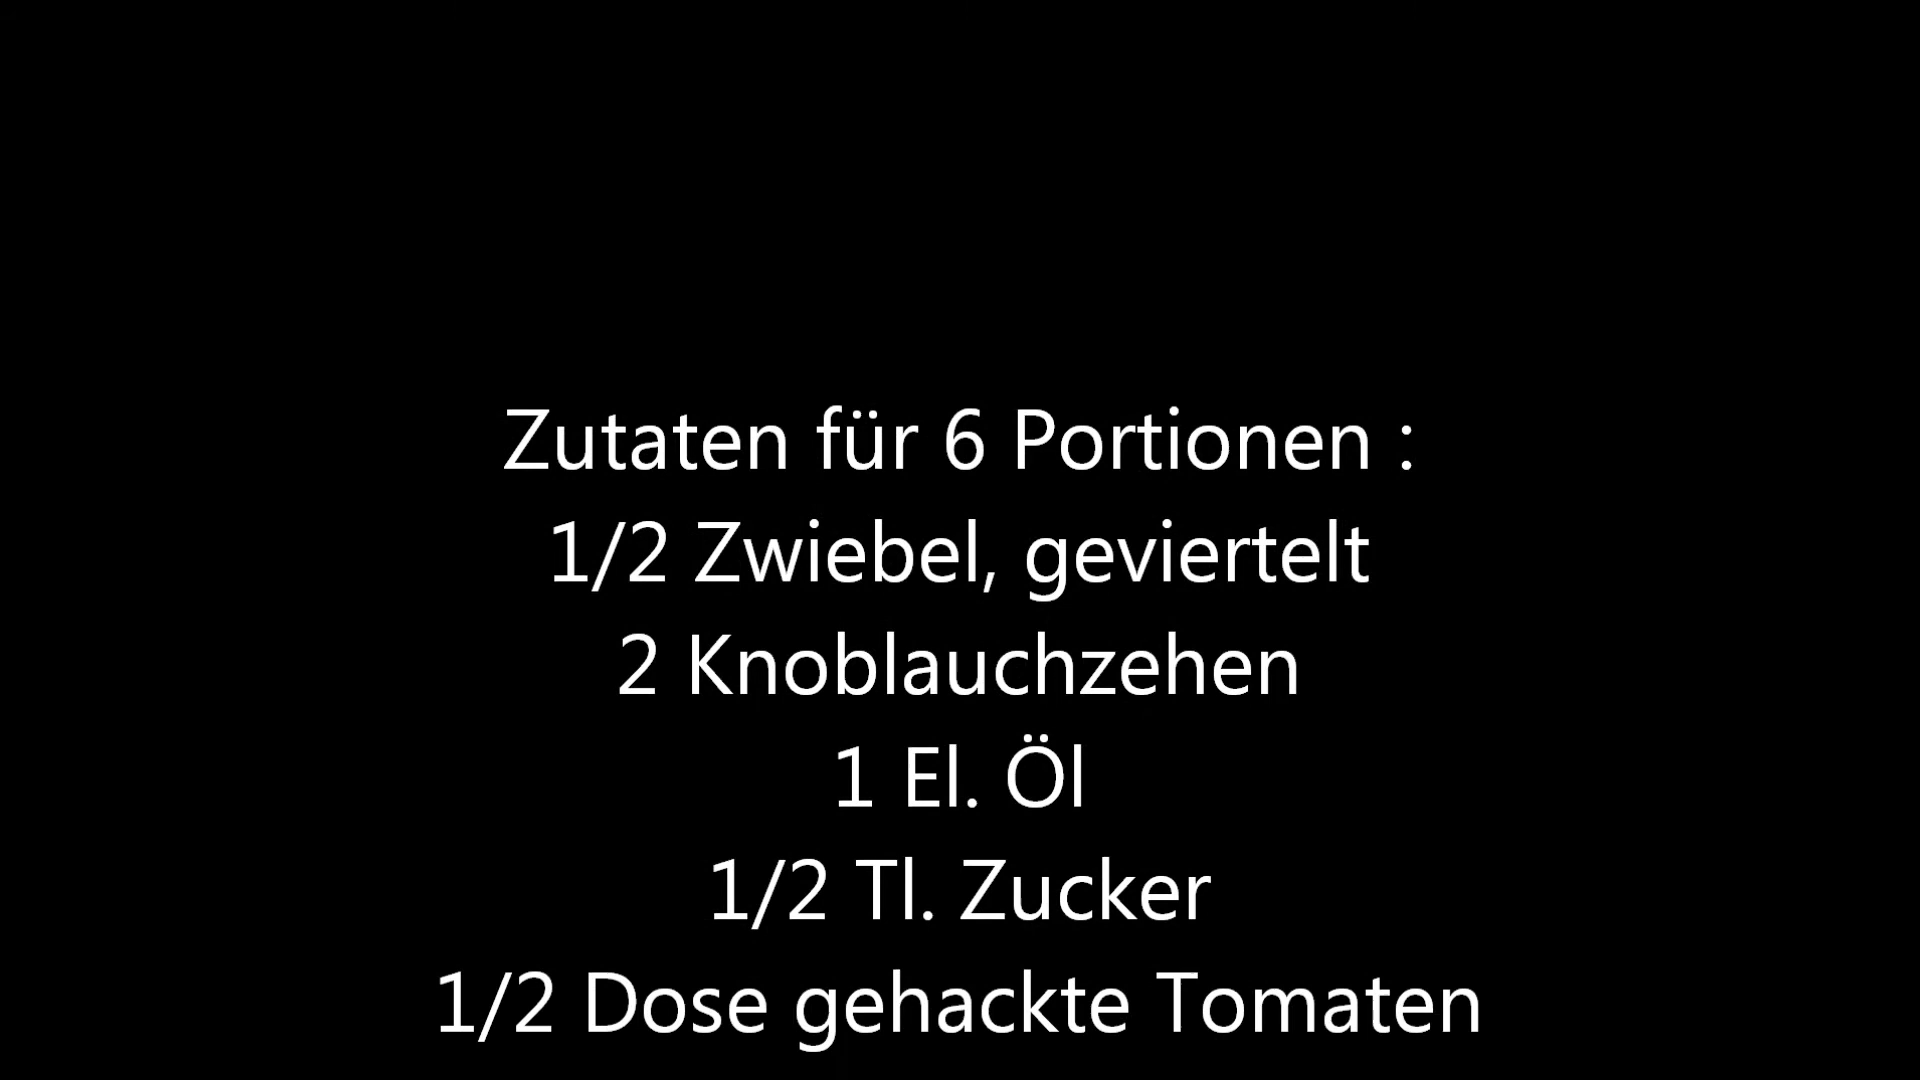 Zutaten für 6 Portionen :
1/2 Zwiebel, geviertelt
2 Knoblauchzehen
1 El. Öl
1/2 Tl. Zucker
1/2 Dose gehackte Tomaten